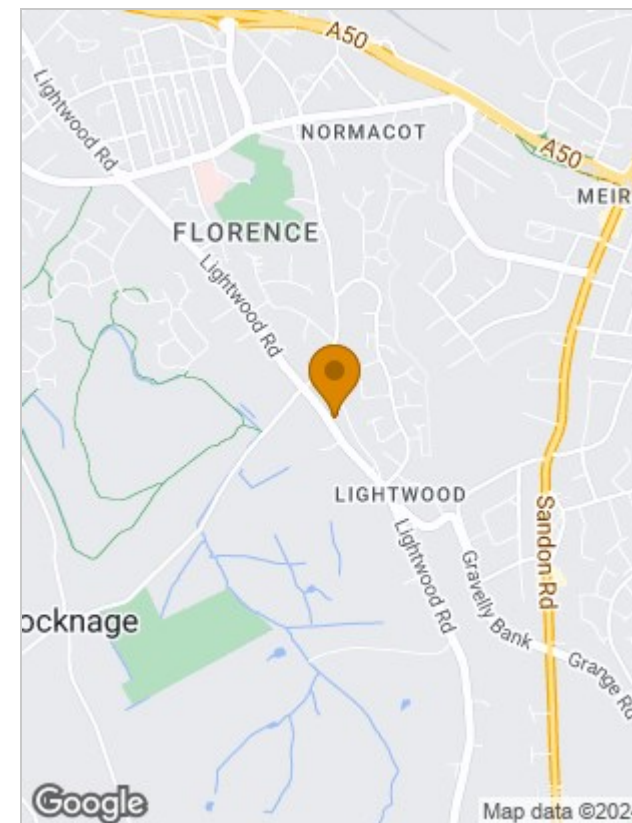 A50
Lightwood Rd
NORMACOT
A50
MEIR
FLORENCE
Lightwood Rd
LIGHTWOOD
Sandon Rd
Lightwood Rd
Gravelly Bank
ocknage
Grange Rd
Google
Map data ©202